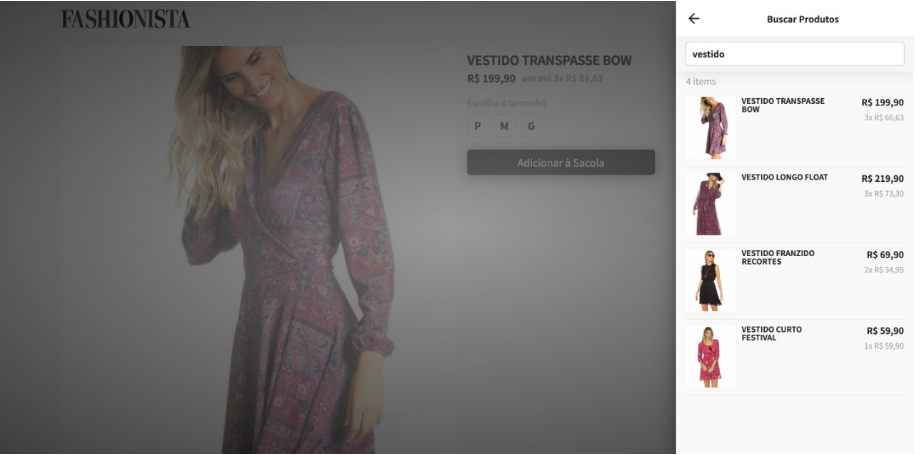 FASHIONISTA
VESTIDO TRANSPASSE BOW
R$ 199,90 em até 3x R$ 66,63
Escolha o tamanho
P M G
Adicionar à Sacola
Buscar Produtos
vestido
4 items
VESTIDO TRANSPASSE
BOW
R$ 199,90
3x R$ 66,63
VESTIDO LONGO FLOAT
R$ 219,90
3x R$ 73,30
VESTIDO FRANZIDO
RECORTES
R$ 69,90
2x R$ 34,95
VESTIDO CURTO
FESTIVAL
R$ 59,90
1x R$ 59,90